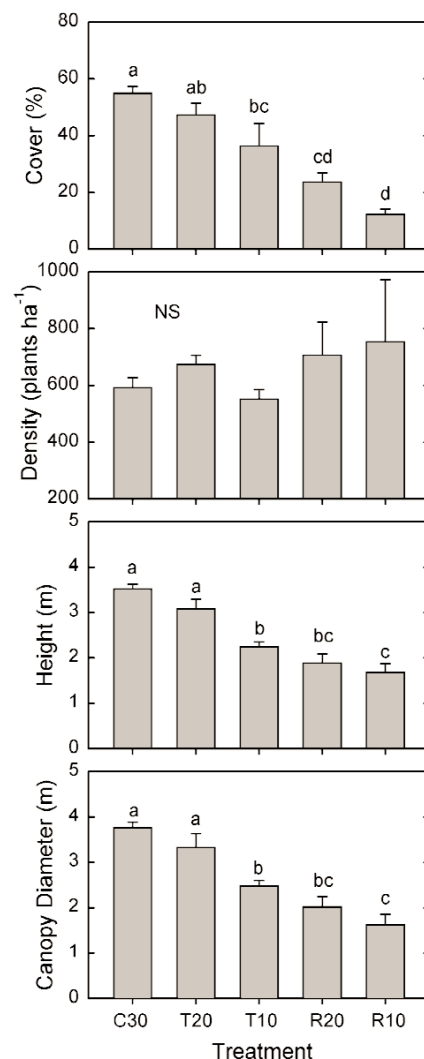 80
60
40
20
0
Cover (%)
a
ab
bc
cd
d
1000
800
600
400
200
Density (plants ha⁻¹)
NS
5
4
3
2
1
0
Height (m)
a
a
b
bc
c
5
4
3
2
1
0
Canopy Diameter (m)
a
a
b
bc
c
C30 T20 T10 R20 R10
Treatment